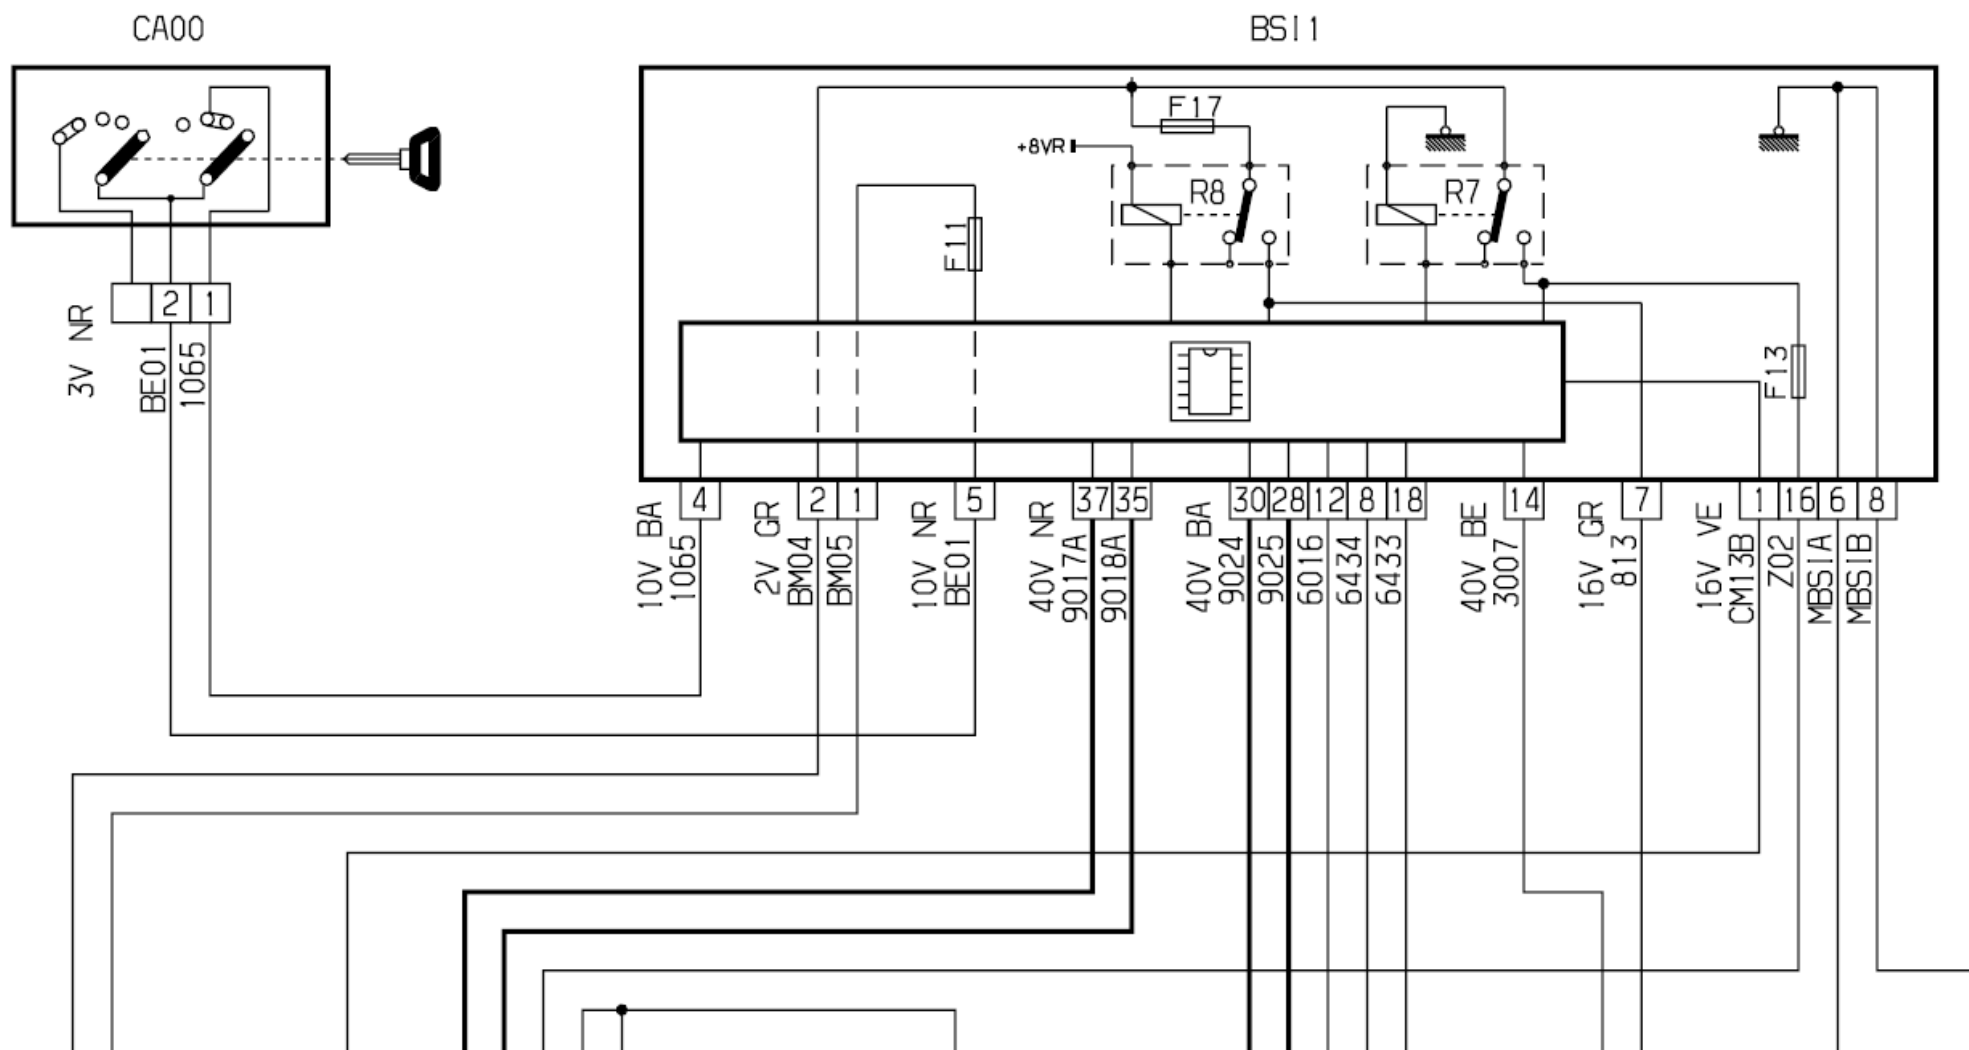 CA00
BSI1
F17
+8VR
R8
R7
F11
F13
2
1
3V NR
BE01
1065
4
2
1
5
37
35
30
28
12
8
18
14
7
1
16
6
8
10V BA
1065
2V GR
BM04
BM05
10V NR
BE01
40V NR
9017A
9018A
40V BA
9024
9025
6016
6434
6433
40V BE
3007
16V GR
813
16V VE
CM13B
Z02
MBSIA
MBSIB